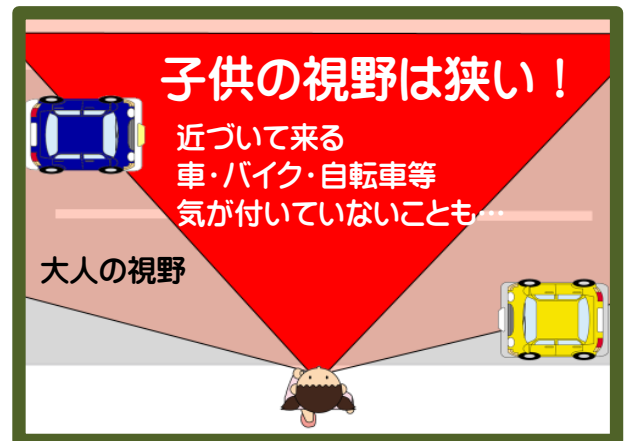 子供の視野は狭い！
近づいて来る
車・バイク・自転車等
気が付いていないことも…
大人の視野